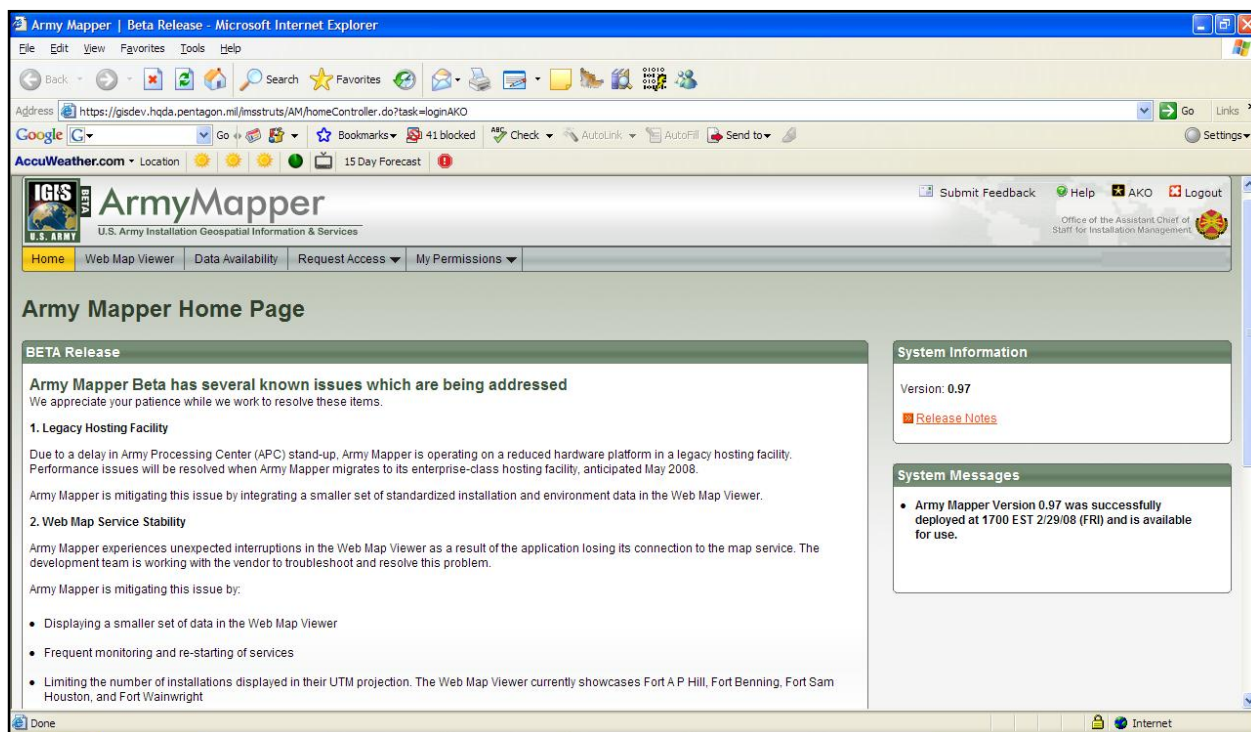 Army Mapper | Beta Release - Microsoft Internet Explorer
File Edit View Favorites Tools Help
Back Search Favorites
Address https://gisdev.hqda.pentagon.mil/imsstruts/AM/homeController.do?task=loginAKO Go Links
Google G Go Bookmarks 41 blocked ABC Check AutoLink AutoFill Send to Settings
AccuWeather.com Location 15 Day Forecast
IGIS BETA U.S. ARMY
ArmyMapper
U.S. Army Installation Geospatial Information & Services
Submit Feedback Help AKO Logout
Office of the Assistant Chief of
Staff for Installation Management
Home Web Map Viewer Data Availability Request Access My Permissions
Army Mapper Home Page
BETA Release
Army Mapper Beta has several known issues which are being addressed
We appreciate your patience while we work to resolve these items.
1. Legacy Hosting Facility
Due to a delay in Army Processing Center (APC) stand-up, Army Mapper is operating on a reduced hardware platform in a legacy hosting facility.
Performance issues will be resolved when Army Mapper migrates to its enterprise-class hosting facility, anticipated May 2008.
Army Mapper is mitigating this issue by integrating a smaller set of standardized installation and environment data in the Web Map Viewer.
2. Web Map Service Stability
Army Mapper experiences unexpected interruptions in the Web Map Viewer as a result of the application losing its connection to the map service. The
development team is working with the vendor to troubleshoot and resolve this problem.
Army Mapper is mitigating this issue by:
• Displaying a smaller set of data in the Web Map Viewer
• Frequent monitoring and re-starting of services
• Limiting the number of installations displayed in their UTM projection. The Web Map Viewer currently showcases Fort A P Hill, Fort Benning, Fort Sam
Houston, and Fort Wainwright
System Information
Version: 0.97
Release Notes
System Messages
• Army Mapper Version 0.97 was successfully
deployed at 1700 EST 2/29/08 (FRI) and is available
for use.
Done Internet